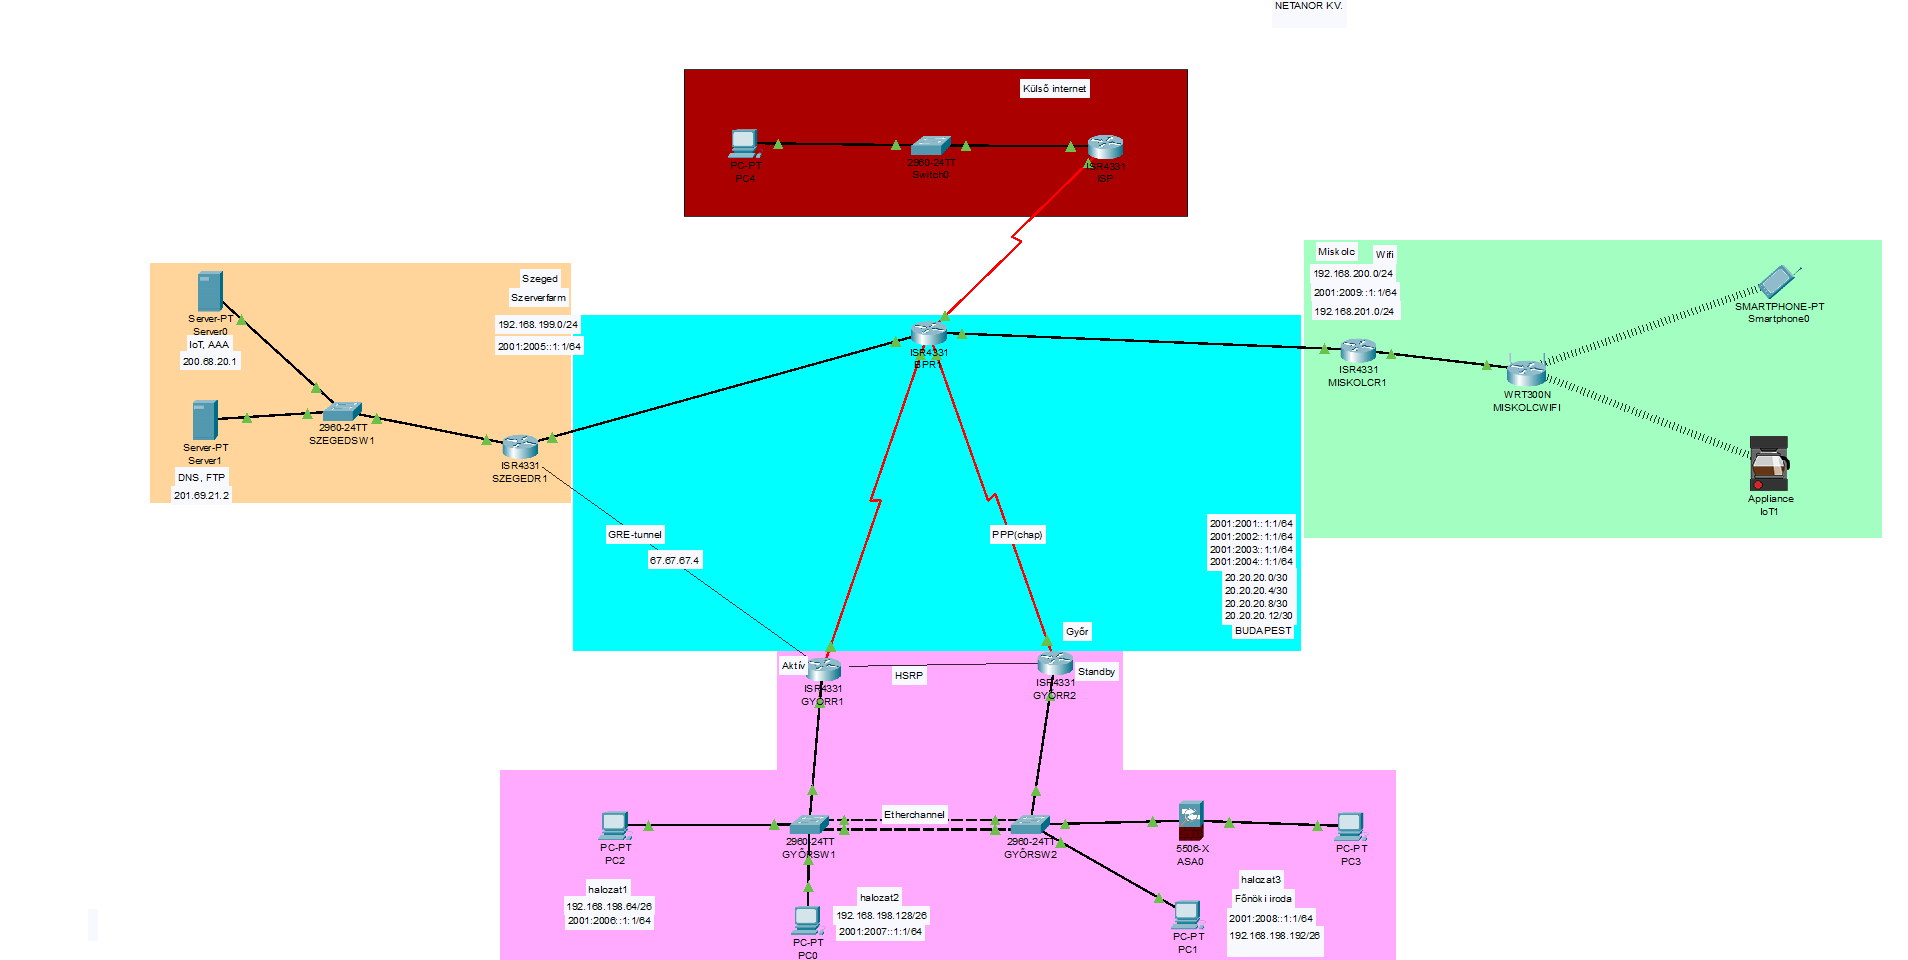 NETANOR KV.
Külső internet
PC-PT
PC4
2960-24TT
Switch0
ISR4331
ISP
Szeged
Szerverfarm
192.168.199.0/24
2001:2005::1:1/64
Server-PT
Server0
IoT, AAA
200.68.20.1
Server-PT
Server1
DNS, FTP
201.69.21.2
2960-24TT
SZEGEDSW1
ISR4331
SZEGEDR1
ISR4331
BPR1
Miskolc
Wifi
192.168.200.0/24
2001:2009::1:1/64
192.168.201.0/24
ISR4331
MISKOLCR1
WRT300N
MISKOLCWIFI
SMARTPHONE-PT
Smartphone0
Appliance
IoT1
GRE-tunnel
67.67.67.4
PPP(chap)
2001:2001::1:1/64
2001:2002::1:1/64
2001:2003::1:1/64
2001:2004::1:1/64
20.20.20.0/30
20.20.20.4/30
20.20.20.8/30
20.20.20.12/30
BUDAPEST
Győr
Aktív
ISR4331
GYORR1
HSRP
Standby
ISR4331
GYORR2
PC-PT
PC2
2960-24TT
GYŐRSW1
Etherchannel
2960-24TT
GYŐRSW2
5506-X
ASA0
PC-PT
PC3
halozat1
192.168.198.64/26
2001:2006::1:1/64
PC-PT
PC0
halozat2
192.168.198.128/26
2001:2007::1:1/64
PC-PT
PC1
halozat3
Főnöki iroda
2001:2008::1:1/64
192.168.198.192/26